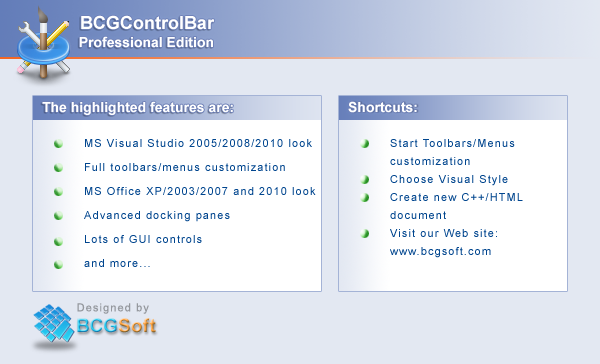 BCGControlBar
Professional Edition
The highlighted features are:
MS Visual Studio 2005/2008/2010 look
Full toolbars/menus customization
MS Office XP/2003/2007 and 2010 look
Advanced docking panes
Lots of GUI controls
and more...
Shortcuts:
Start Toolbars/Menus
customization
Choose Visual Style
Create new C++/HTML
document
Visit our Web site:
www.bcgsoft.com
Designed by
BCGSoft